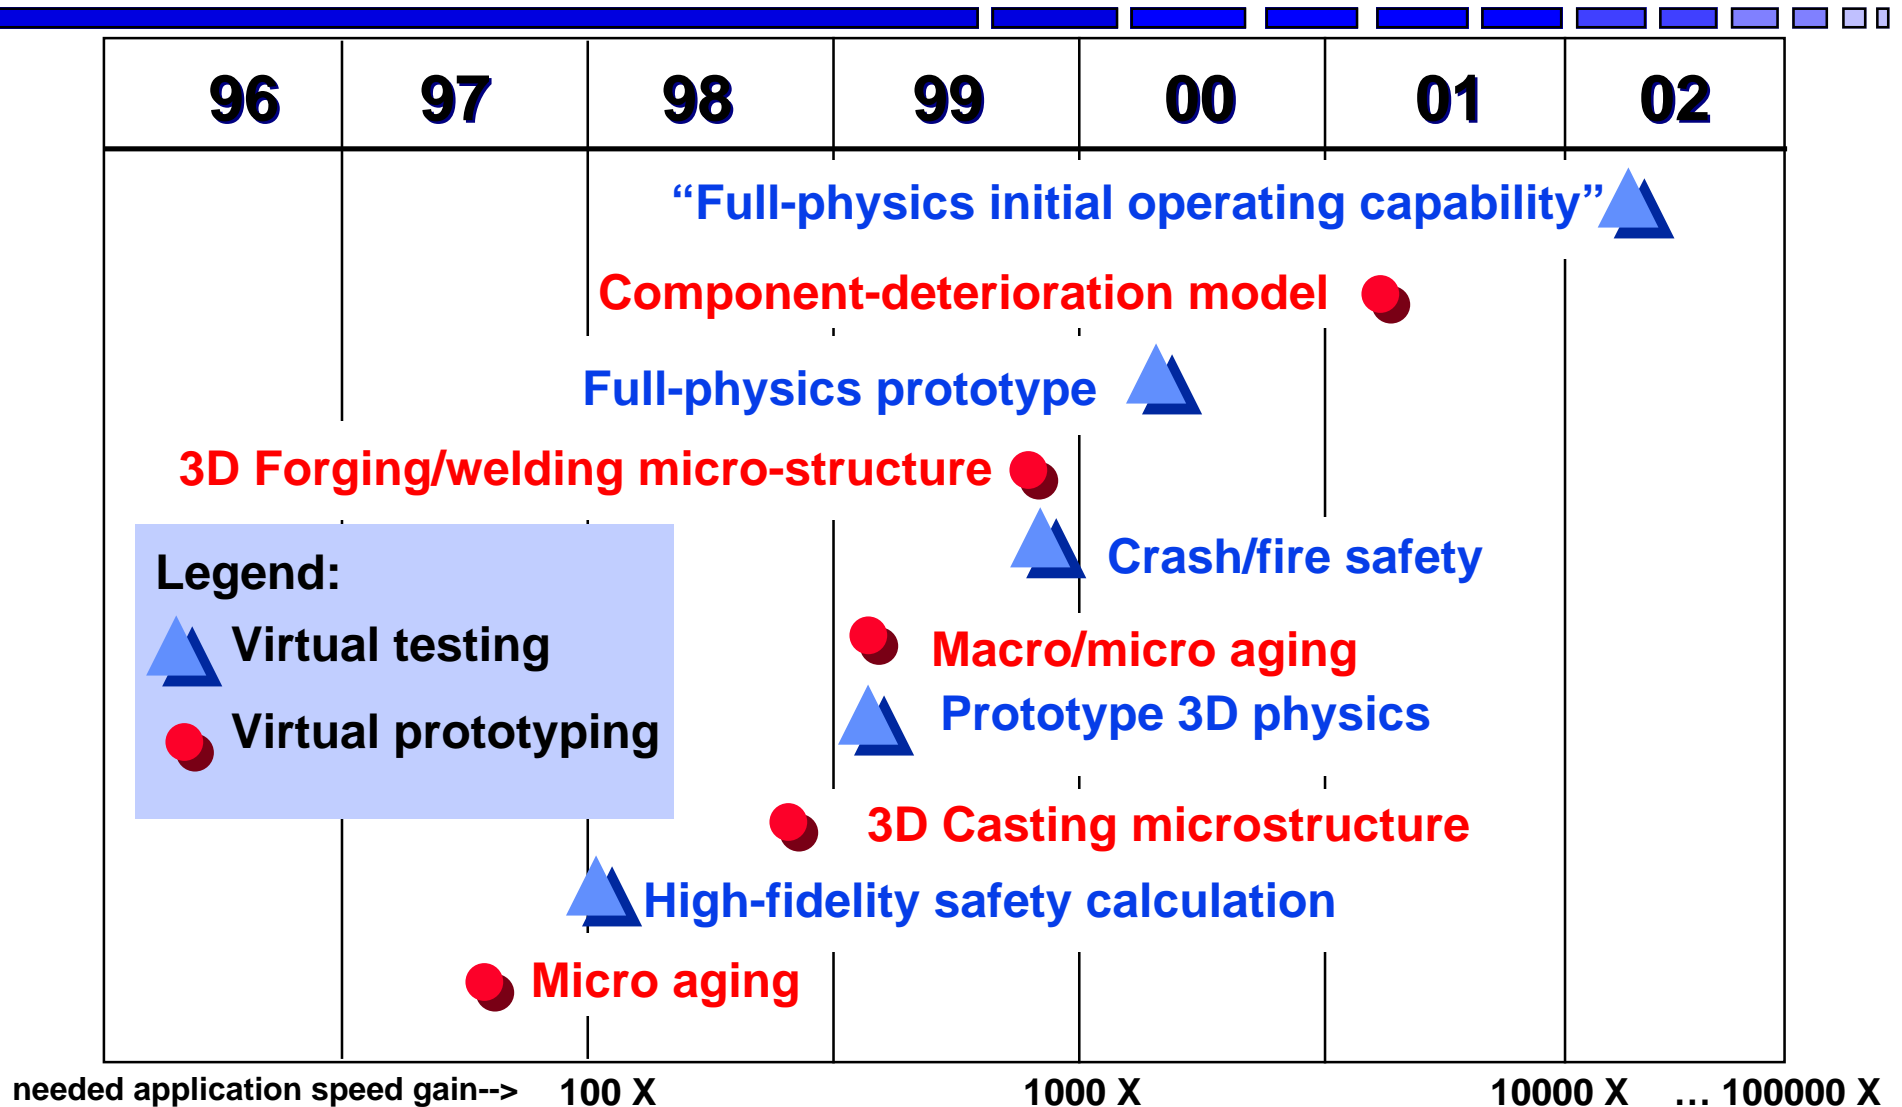 96 97 98 99 00 01 02
“Full-physics initial operating capability”
Component-deterioration model
Full-physics prototype
3D Forging/welding micro-structure
Crash/fire safety
Legend:
Virtual testing
Virtual prototyping
Macro/micro aging
Prototype 3D physics
3D Casting microstructure
High-fidelity safety calculation
Micro aging
needed application speed gain--> 100 X 1000 X 10000 X … 100000 X